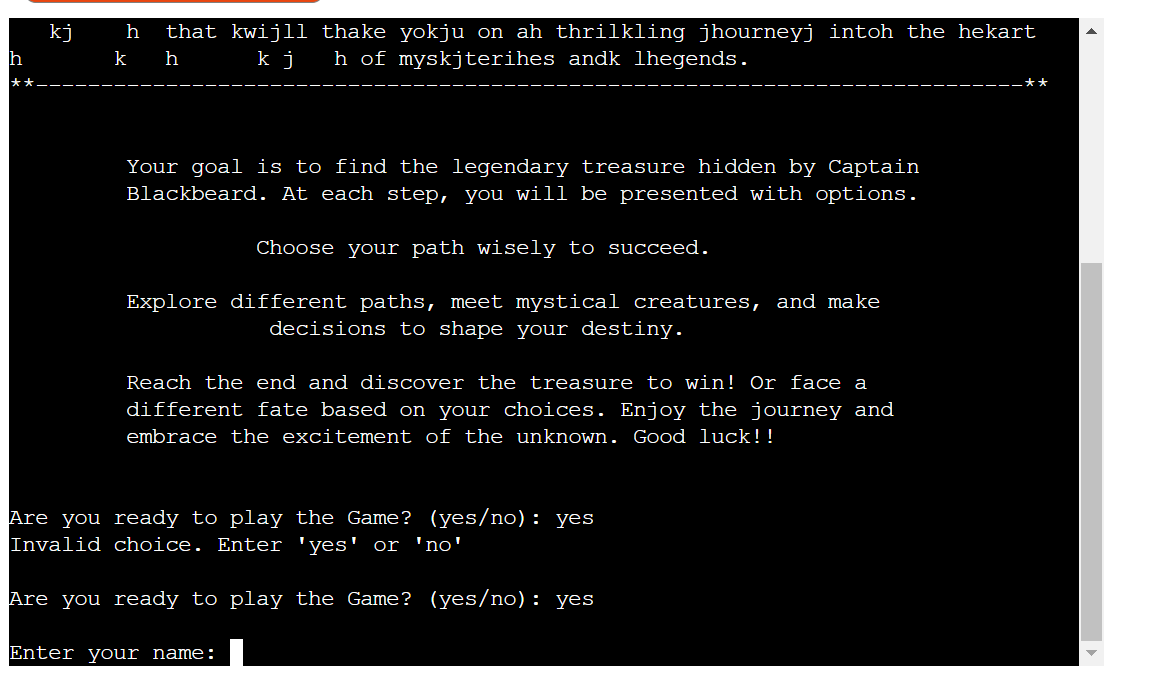 kj    h  that kwijll thake yokju on ah thrilkling jhourneyj intoh the hekart
h       k   h      k j   h of myskjterihes andk lhegends.
**----------------------------------------------------------------------------**
Your goal is to find the legendary treasure hidden by Captain
Blackbeard. At each step, you will be presented with options.
Choose your path wisely to succeed.
Explore different paths, meet mystical creatures, and make
decisions to shape your destiny.
Reach the end and discover the treasure to win! Or face a
different fate based on your choices. Enjoy the journey and
embrace the excitement of the unknown. Good luck!!
Are you ready to play the Game? (yes/no): yes
Invalid choice. Enter 'yes' or 'no'
Are you ready to play the Game? (yes/no): yes
Enter your name: